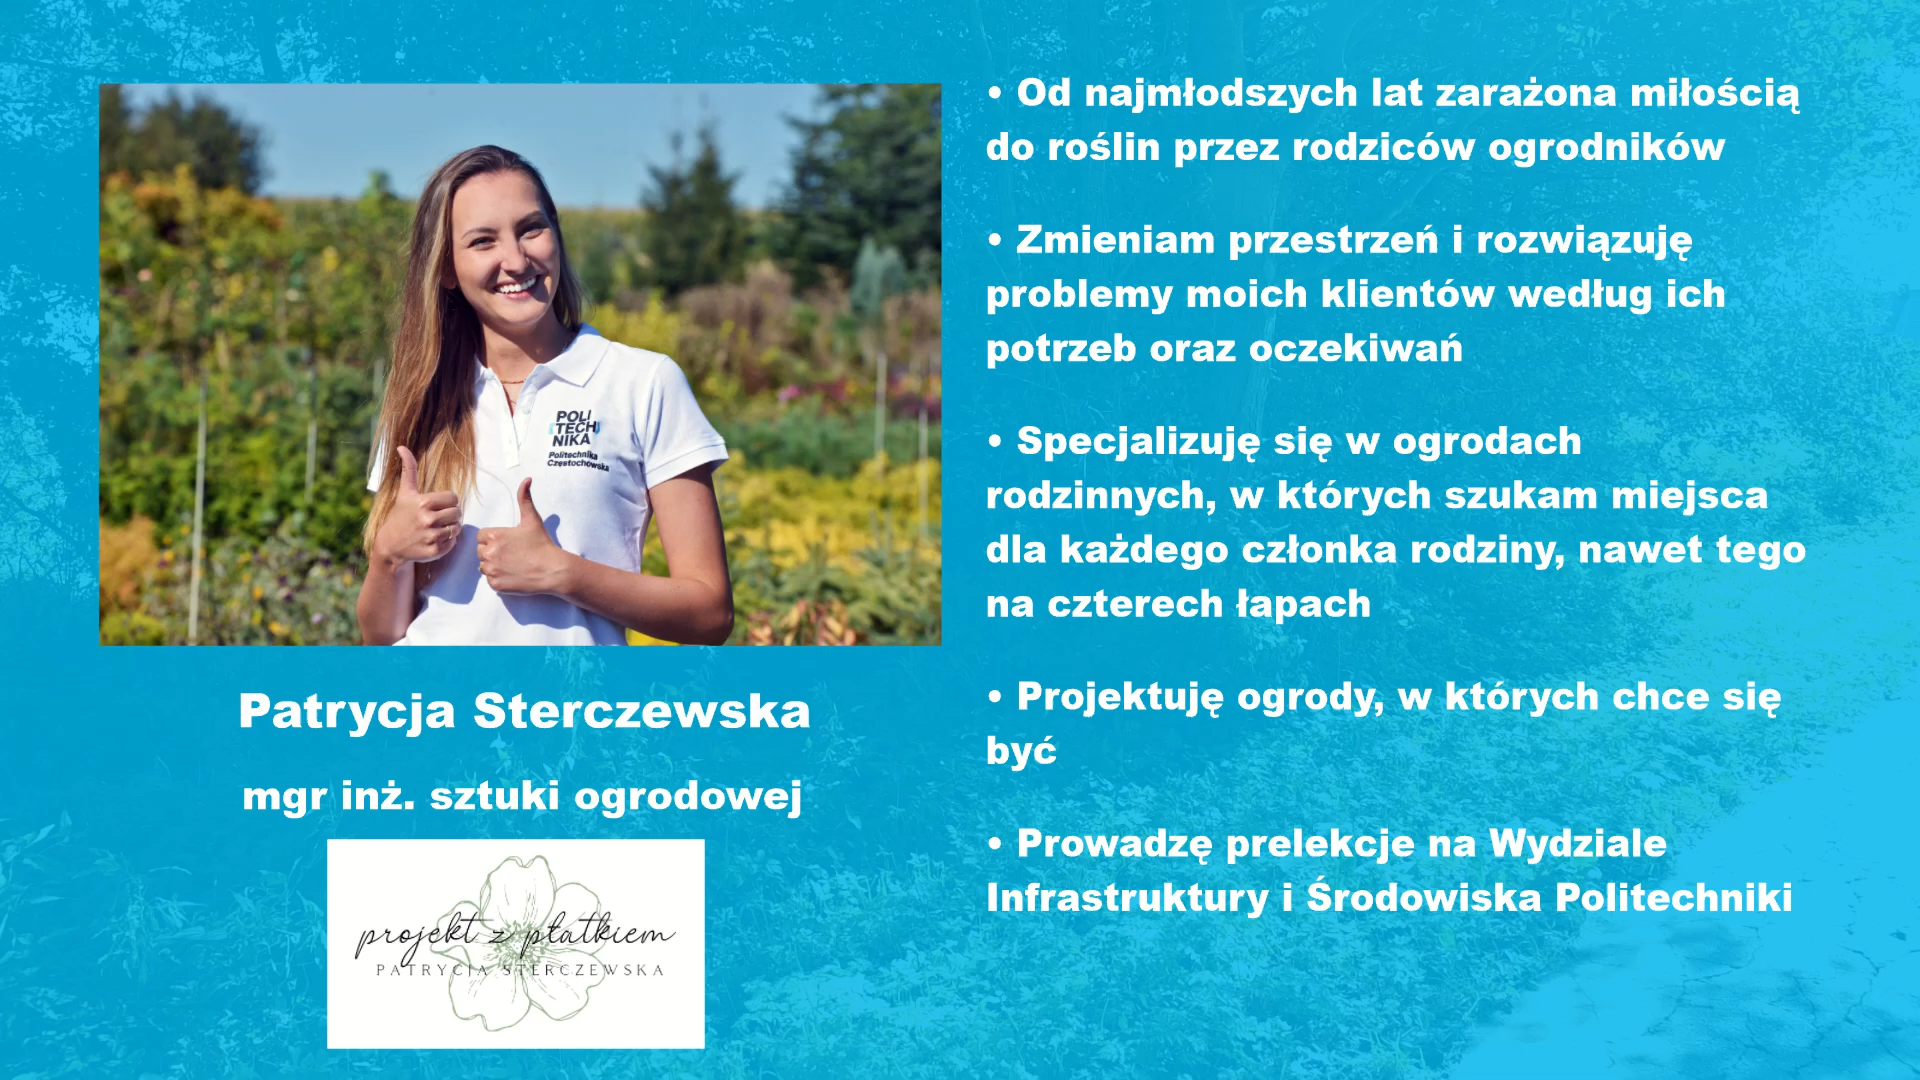 POLI
TECH
NIKA
Politechnika
Częstochowska
Patrycja Sterczewska
mgr inż. sztuki ogrodowej
projekt z płatkiem
PATRYCJA STERCZEWSKA
• Od najmłodszych lat zarażona miłością
do roślin przez rodziców ogrodników
• Zmieniam przestrzeń i rozwiązuję
problemy moich klientów według ich
potrzeb oraz oczekiwań
• Specjalizuję się w ogrodach
rodzinnych, w których szukam miejsca
dla każdego członka rodziny, nawet tego
na czterech łapach
• Projektuję ogrody, w których chce się
być
• Prowadzę prelekcje na Wydziale
Infrastruktury i Środowiska Politechniki